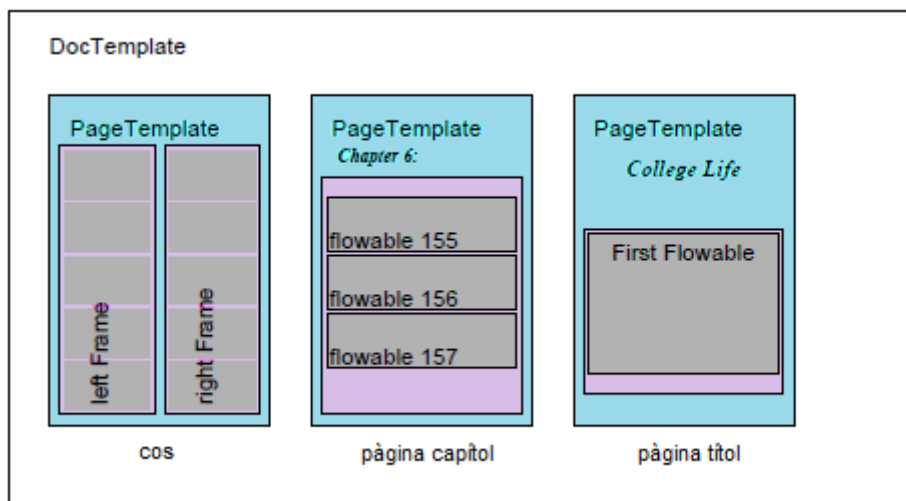 DocTemplate
PageTemplate
left Frame
right Frame
cos
PageTemplate
Chapter 6:
flowable 155
flowable 156
flowable 157
pàgina capítol
PageTemplate
College Life
First Flowable
pàgina títol